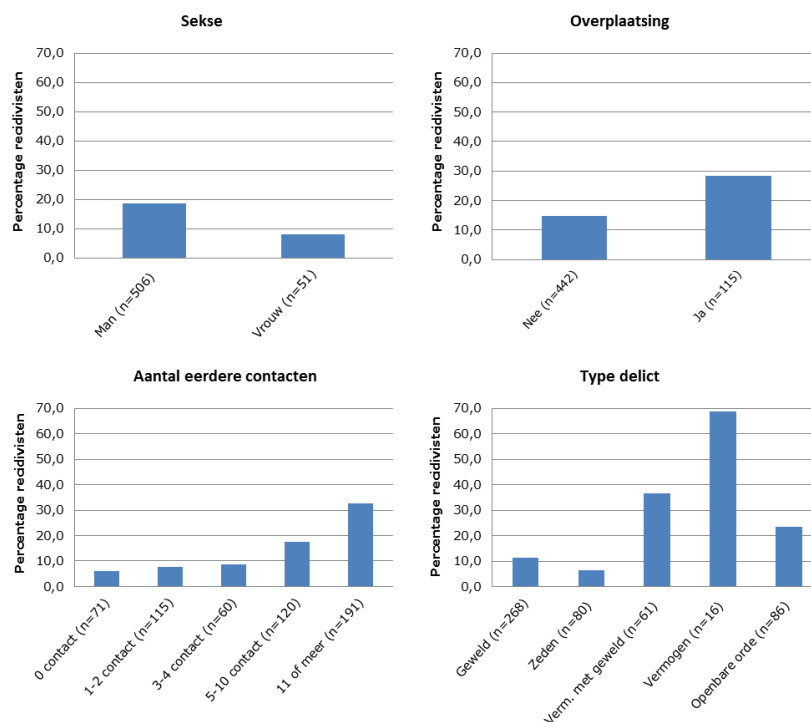 Sekse
Percentage recidivisten
70,0
60,0
50,0
40,0
30,0
20,0
10,0
0,0
Man (n=506)
Vrouw (n=51)
Overplaatsing
Percentage recidivisten
70,0
60,0
50,0
40,0
30,0
20,0
10,0
0,0
Nee (n=442)
Ja (n=115)
Aantal eerdere contacten
Percentage recidivisten
70,0
60,0
50,0
40,0
30,0
20,0
10,0
0,0
0 contact (n=71)
1-2 contact (n=115)
3-4 contact (n=60)
5-10 contact (n=120)
11 of meer (n=191)
Type delict
Percentage recidivisten
70,0
60,0
50,0
40,0
30,0
20,0
10,0
0,0
Geweld (n=268)
Zeden (n=80)
Verm. met geweld (n=61)
Vermogen (n=16)
Openbare orde (n=86)